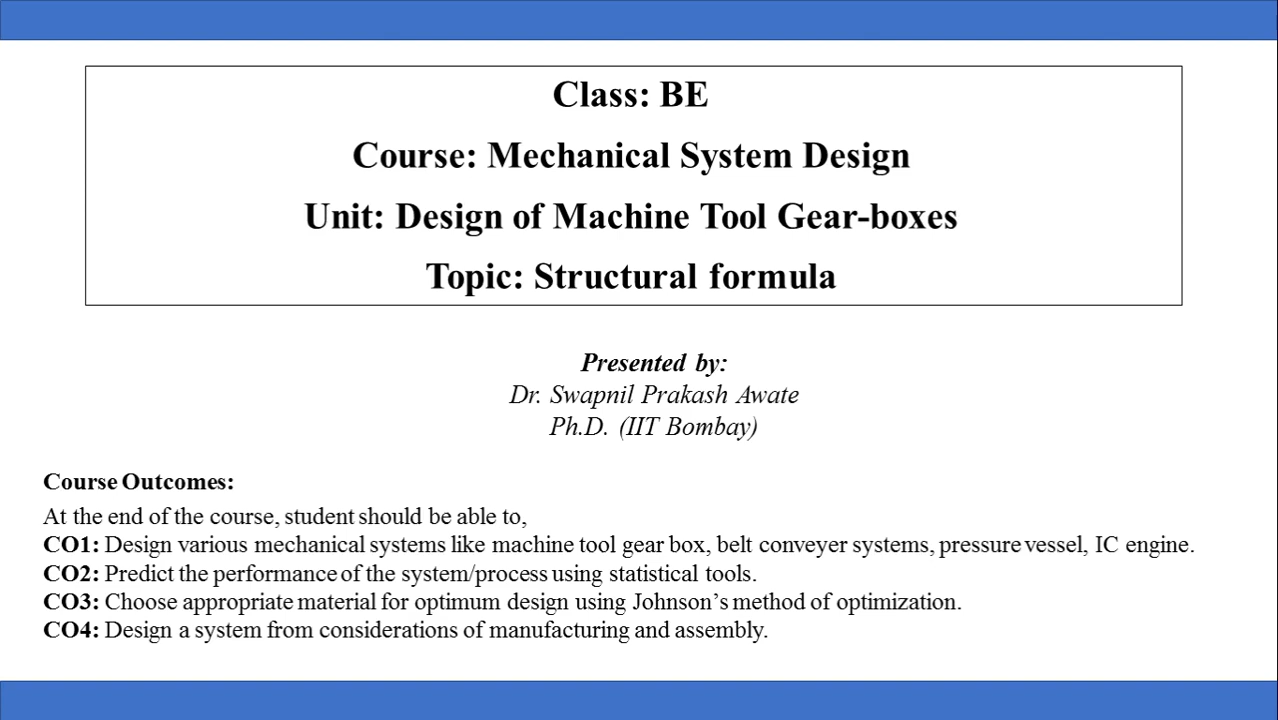 Class: BE
Course: Mechanical System Design
Unit: Design of Machine Tool Gear-boxes
Topic: Structural formula
Presented by:
Dr. Swapnil Prakash Awate
Ph.D. (IIT Bombay)
Course Outcomes:
At the end of the course, student should be able to,
CO1: Design various mechanical systems like machine tool gear box, belt conveyer systems, pressure vessel, IC engine.
CO2: Predict the performance of the system/process using statistical tools.
CO3: Choose appropriate material for optimum design using Johnson’s method of optimization.
CO4: Design a system from considerations of manufacturing and assembly.